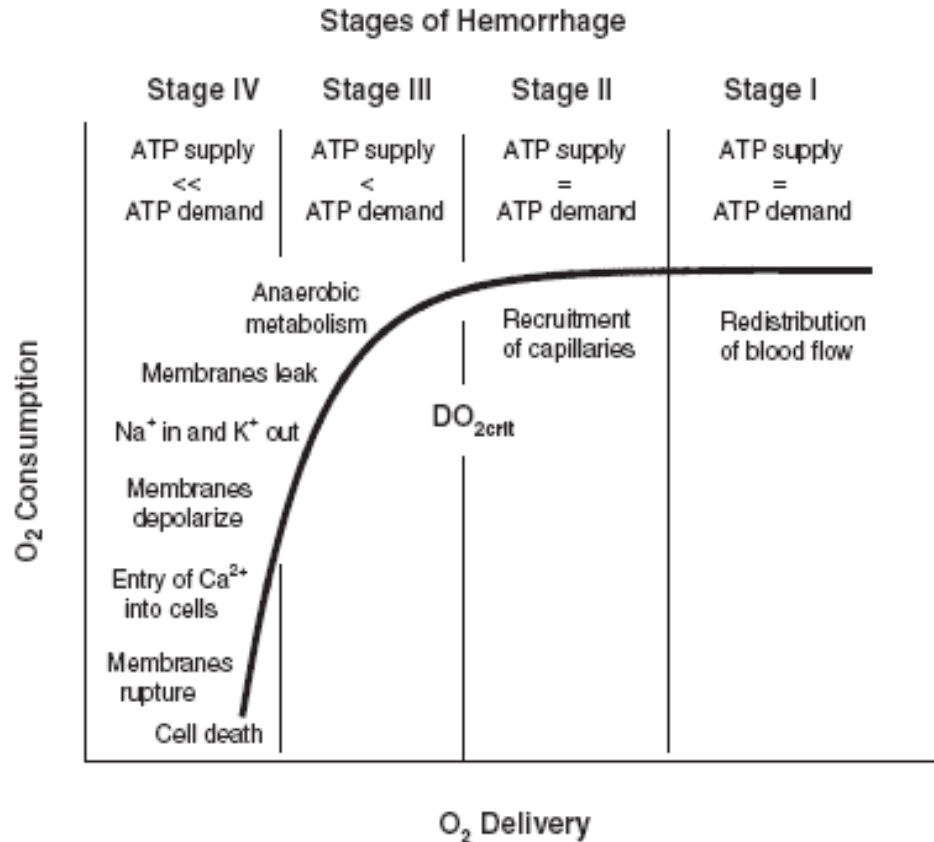 Stages of Hemorrhage
Stage IV
Stage III
Stage II
Stage I
ATP supply
<<
ATP demand
ATP supply
<
ATP demand
ATP supply
=
ATP demand
ATP supply
=
ATP demand
Anaerobic
metabolism
Recruitment
of capillaries
Redistribution
of blood flow
Membranes leak
DO₂crit
Na⁺ in and K⁺ out
Membranes
depolarize
Entry of Ca²⁺
into cells
Membranes
rupture
Cell death
O₂ Consumption
O₂ Delivery